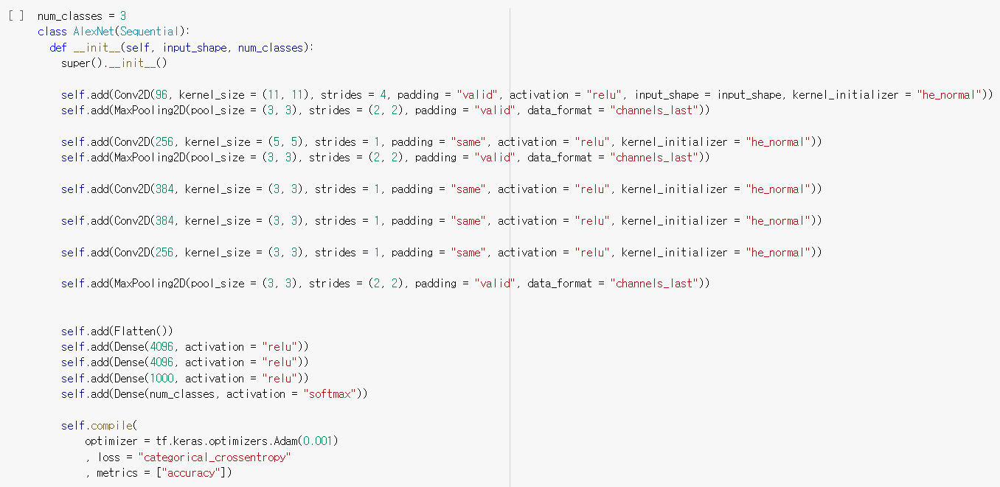 [ ] num_classes = 3
class AlexNet(Sequential):
  def __init__(self, input_shape, num_classes):
    super().__init__()

    self.add(Conv2D(96, kernel_size = (11, 11), strides = 4, padding = "valid", activation = "relu", input_shape = input_shape, kernel_initializer = "he_normal"))
    self.add(MaxPooling2D(pool_size = (3, 3), strides = (2, 2), padding = "valid", data_format = "channels_last"))

    self.add(Conv2D(256, kernel_size = (5, 5), strides = 1, padding = "same", activation = "relu", kernel_initializer = "he_normal"))
    self.add(MaxPooling2D(pool_size = (3, 3), strides = (2, 2), padding = "valid", data_format = "channels_last"))

    self.add(Conv2D(384, kernel_size = (3, 3), strides = 1, padding = "same", activation = "relu", kernel_initializer = "he_normal"))

    self.add(Conv2D(384, kernel_size = (3, 3), strides = 1, padding = "same", activation = "relu", kernel_initializer = "he_normal"))

    self.add(Conv2D(256, kernel_size = (3, 3), strides = 1, padding = "same", activation = "relu", kernel_initializer = "he_normal"))

    self.add(MaxPooling2D(pool_size = (3, 3), strides = (2, 2), padding = "valid", data_format = "channels_last"))


    self.add(Flatten())
    self.add(Dense(4096, activation = "relu"))
    self.add(Dense(4096, activation = "relu"))
    self.add(Dense(1000, activation = "relu"))
    self.add(Dense(num_classes, activation = "softmax"))

    self.compile(
        optimizer = tf.keras.optimizers.Adam(0.001)
        , loss = "categorical_crossentropy"
        , metrics = ["accuracy"])